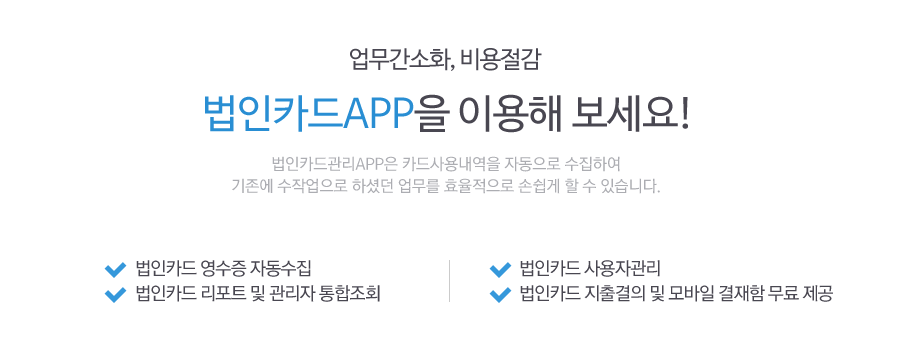 업무간소화, 비용절감
법인카드APP을 이용해 보세요!
법인카드관리APP은 카드사용내역을 자동으로 수집하여
기존에 수작업으로 하셨던 업무를 효율적으로 손쉽게 할 수 있습니다.
법인카드 영수증 자동수집
법인카드 리포트 및 관리자 통합조회
법인카드 사용자관리
법인카드 지출결의 및 모바일 결재함 무료 제공